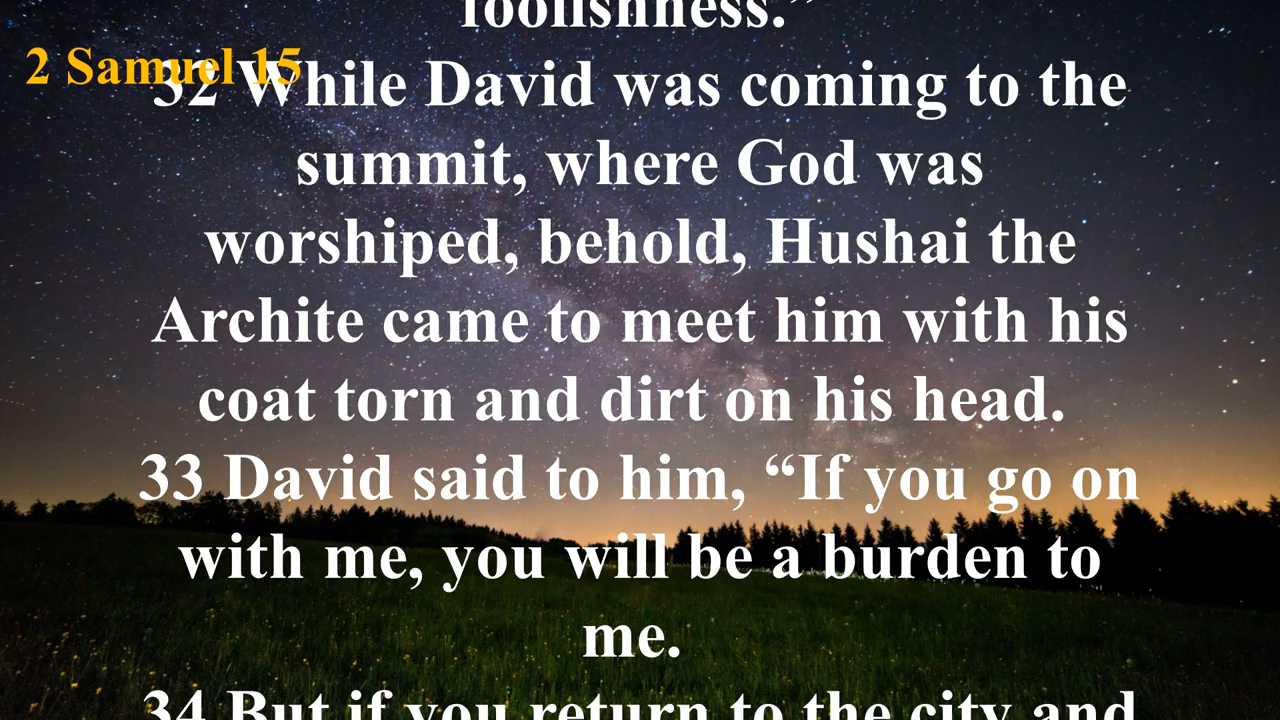 foolishness.”
2 Samuel 15
32 While David was coming to the
summit, where God was
worshiped, behold, Hushai the
Archite came to meet him with his
coat torn and dirt on his head.
33 David said to him, “If you go on
with me, you will be a burden to
me.
34 But if you return to the city and